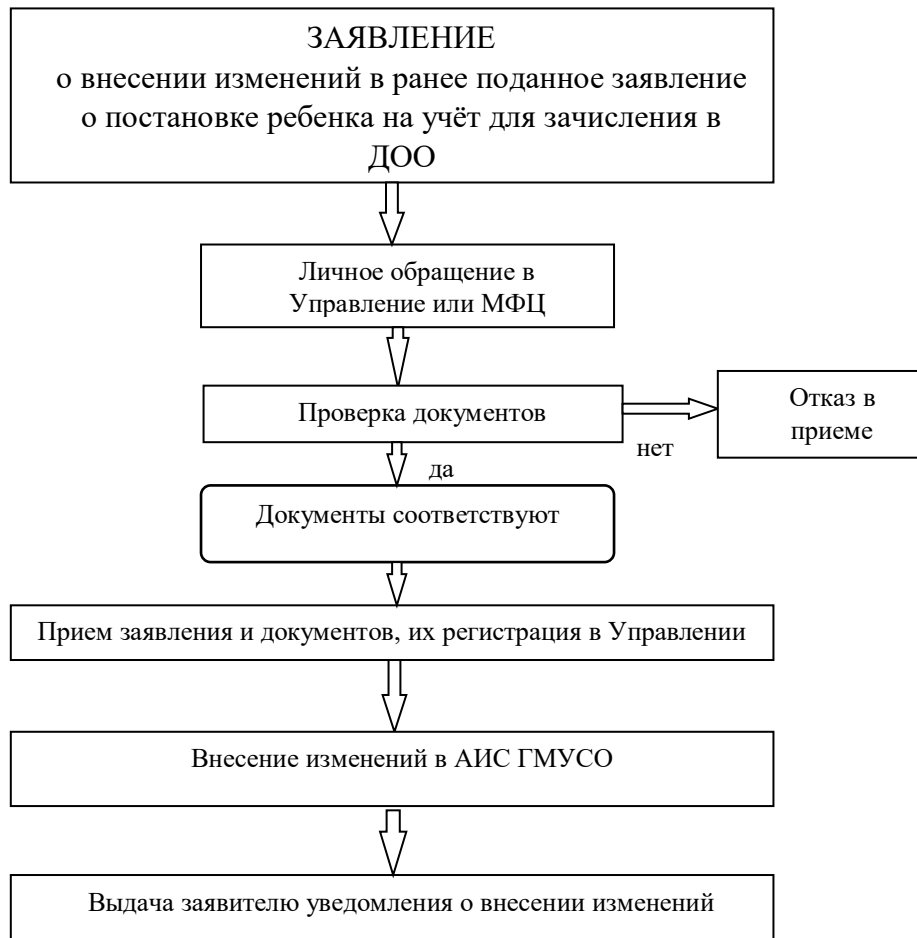 ЗАЯВЛЕНИЕ
о внесении изменений в ранее поданное заявление
о постановке ребенка на учёт для зачисления в
ДОО
Личное обращение в
Управление или МФЦ
Проверка документов
Отказ в
приеме
нет
да
Документы соответствуют
Прием заявления и документов, их регистрация в Управлении
Внесение изменений в АИС ГМУСО
Выдача заявителю уведомления о внесении изменений